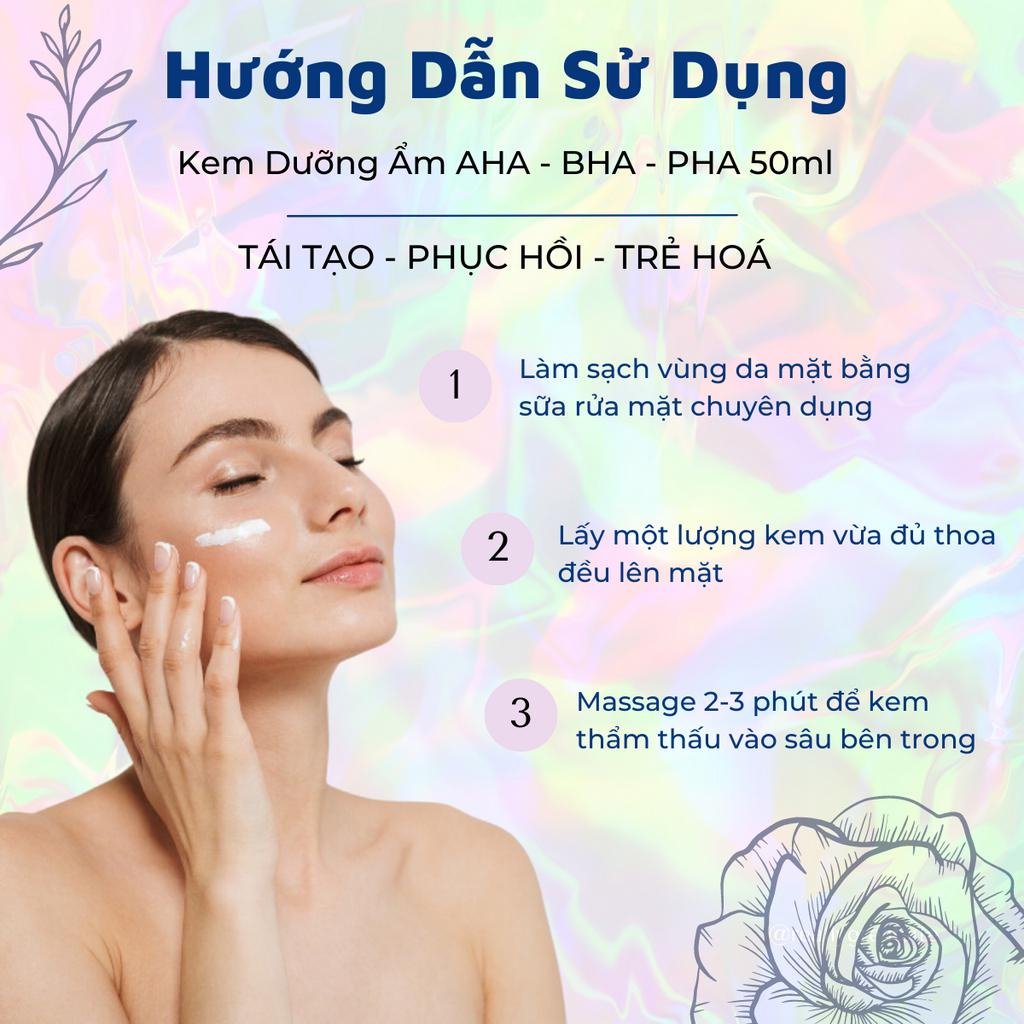 Hướng Dẫn Sử Dụng
Kem Dưỡng Ẩm AHA - BHA - PHA 50ml
TÁI TẠO - PHỤC HỒI - TRẺ HOÁ
1
Làm sạch vùng da mặt bằng
sữa rửa mặt chuyên dụng
2
Lấy một lượng kem vừa đủ thoa
đều lên mặt
3
Massage 2-3 phút để kem
thẩm thấu vào sâu bên trong